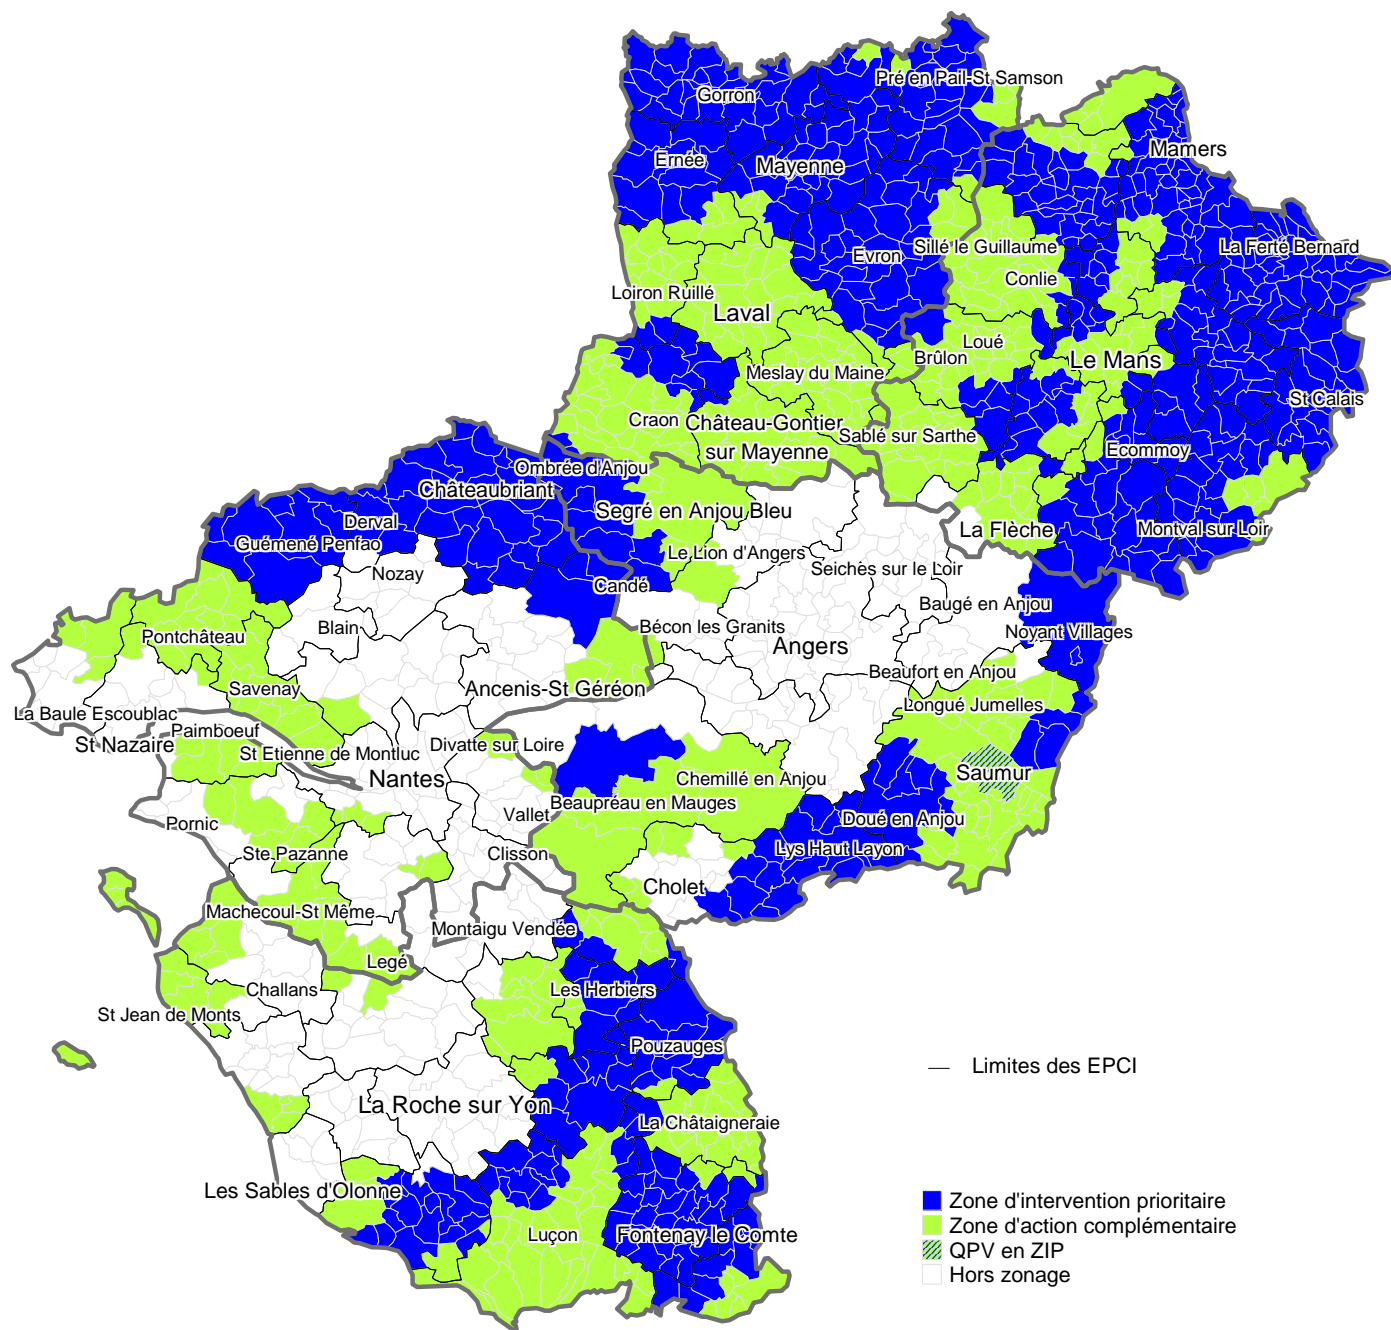 Pré en Pail-St Samson
Gorron
Mamers
Ernée
Mayenne
La Ferté Bernard
Sillé le Guillaume
Evron
Conlie
Loiron Ruillé
Laval
Loué
Brûlon
Le Mans
Meslay du Maine
St Calais
Craon
Château-Gontier
sur Mayenne
Sablé sur Sarthe
Ecommoy
Ombrée d'Anjou
Châteaubriant
Segré en Anjou Bleu
Derval
La Flèche
Montval sur Loir
Guémené Penfao
Le Lion d'Angers
Nozay
Seiches sur le Loir
Candé
Baugé en Anjou
Blain
Bécon les Granits
Noyant Villages
Pontchâteau
Angers
Beaufort en Anjou
Savenay
Ancenis-St Géréon
Longué Jumelles
La Baule Escoublac
Paimboeuf
St Nazaire
St Etienne de Montluc
Divatte sur Loire
Nantes
Chemillé en Anjou
Saumur
Beaupréau en Mauges
Pornic
Vallet
Doué en Anjou
Ste Pazanne
Clisson
Lys Haut Layon
Cholet
Machecoul-St Même
Montaigu Vendée
Legé
Challans
Les Herbiers
St Jean de Monts
Pouzauges
Limites des EPCI
La Roche sur Yon
La Châtaigneraie
Les Sables d'Olonne
Luçon
Fontenay le Comte
Zone d'intervention prioritaire
Zone d'action complémentaire
QPV en ZIP
Hors zonage